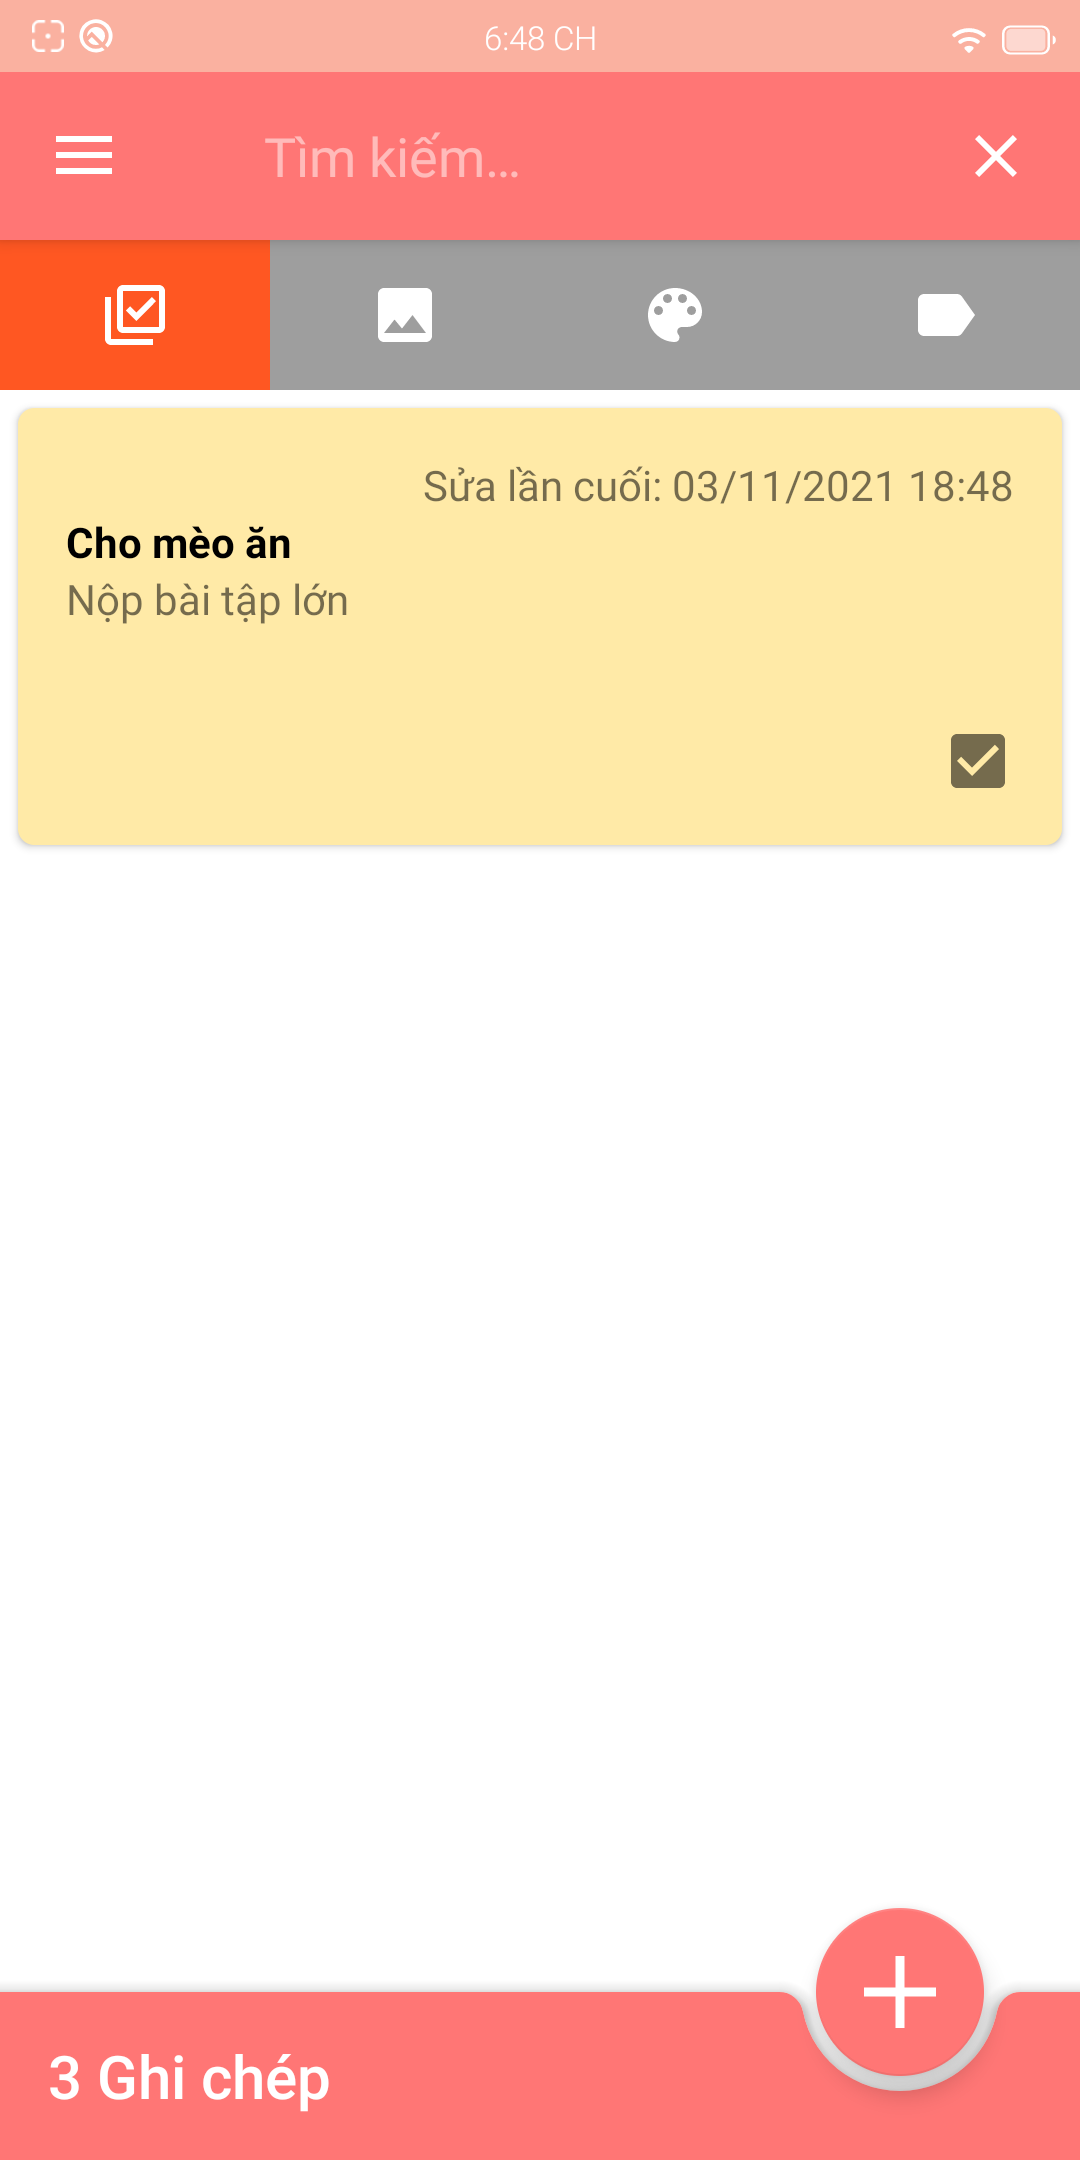 6:48 CH
Tìm kiếm...
Sửa lần cuối: 03/11/2021 18:48
Cho mèo ăn
Nộp bài tập lớn
3 Ghi chép